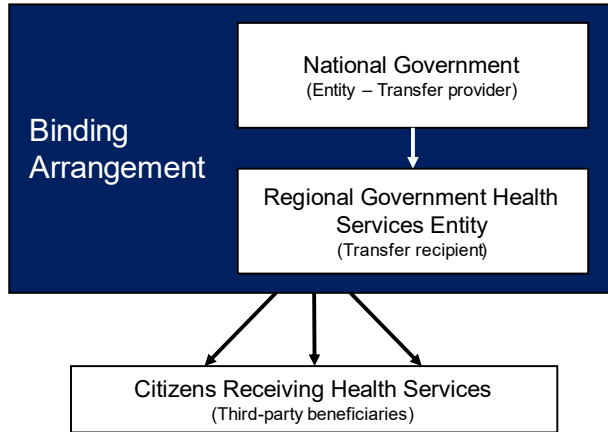 National Government
(Entity – Transfer provider)
Binding
Arrangement
Regional Government Health
Services Entity
(Transfer recipient)
Citizens Receiving Health Services
(Third-party beneficiaries)